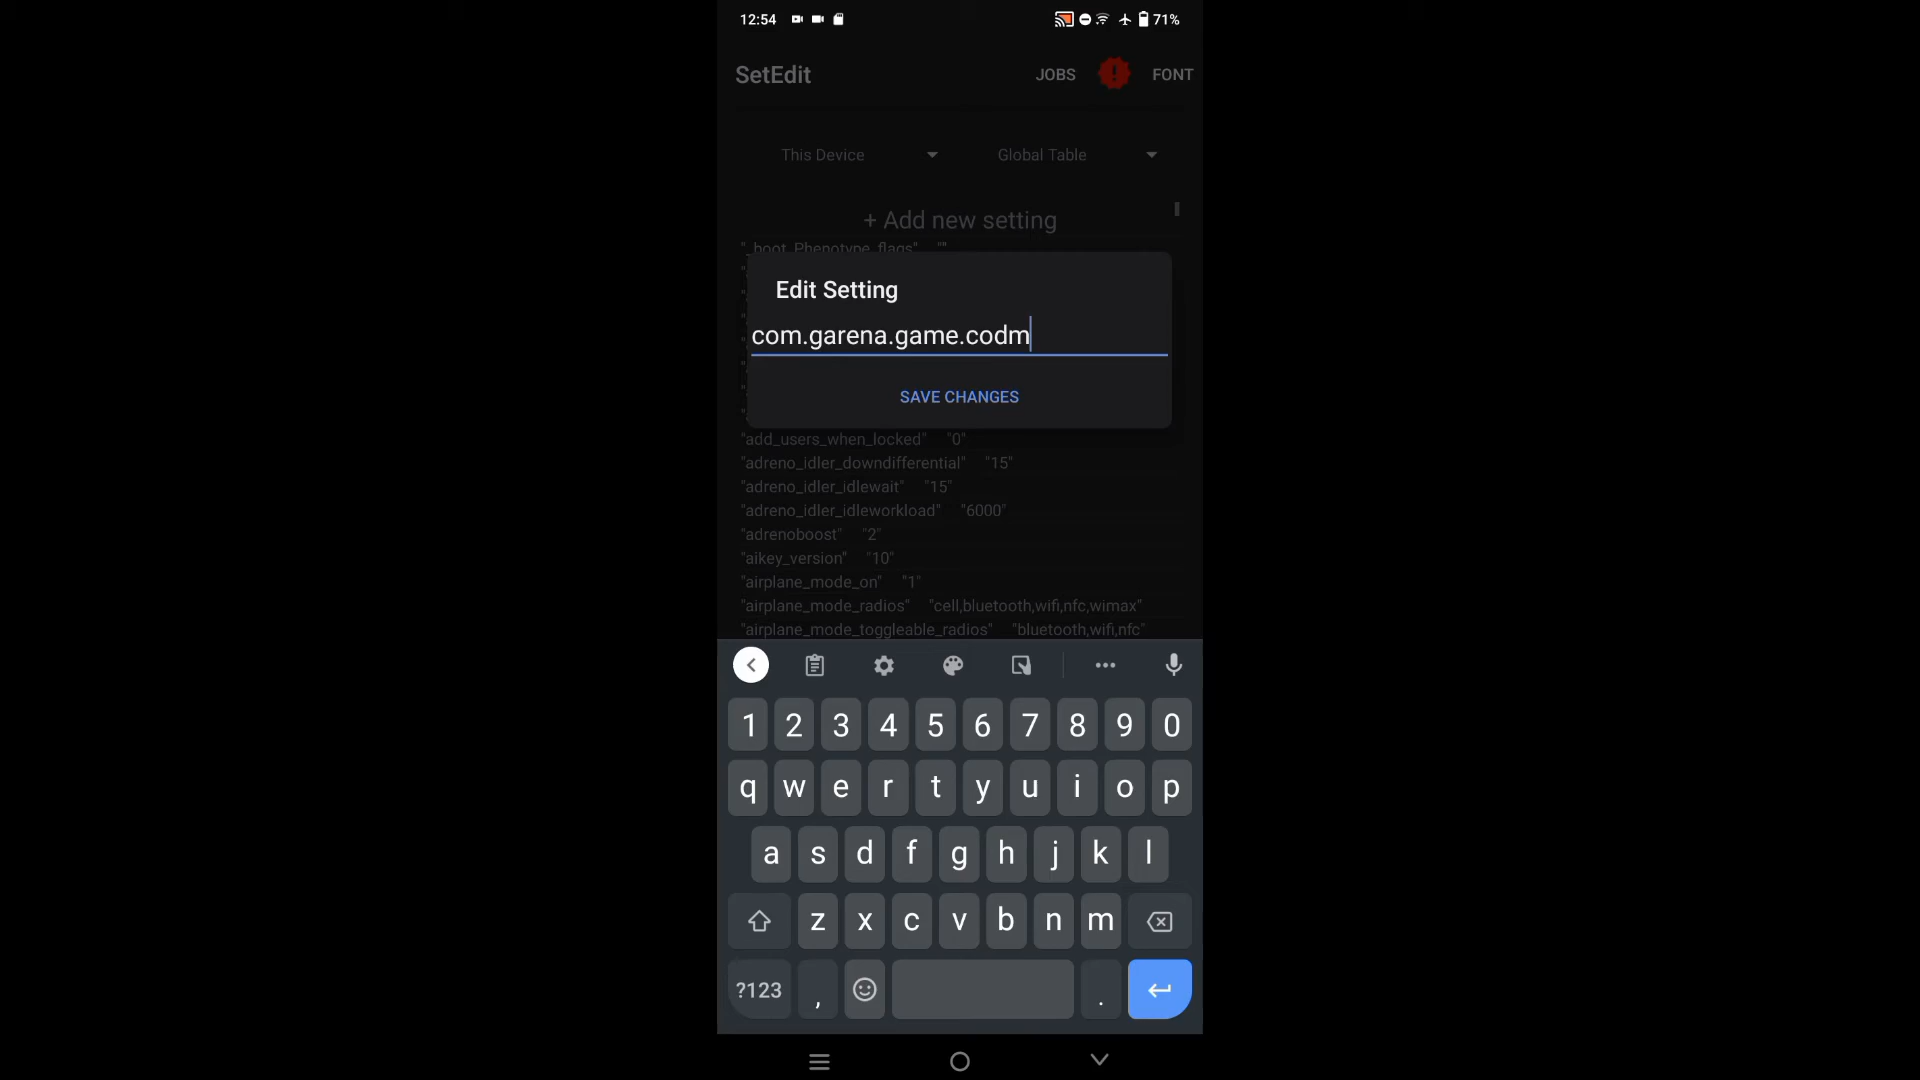 12:54 71%
SetEdit JOBS FONT
This Device Global Table
+ Add new setting
"_boot_Phenotype_flags" ""
Edit Setting
com.garena.game.codm
SAVE CHANGES
"add_users_when_locked" "0"
"adreno_idler_downdifferential" "15"
"adreno_idler_idlewait" "15"
"adreno_idler_idleworkload" "6000"
"adrenoboost" "2"
"aikey_version" "10"
"airplane_mode_on" "1"
"airplane_mode_radios" "cell,bluetooth,wifi,nfc,wimax"
"airplane_mode_toggleable_radios" "bluetooth,wifi,nfc"
1 2 3 4 5 6 7 8 9 0
q w e r t y u i o p
a s d f g h j k l
z x c v b n m
?123 , .